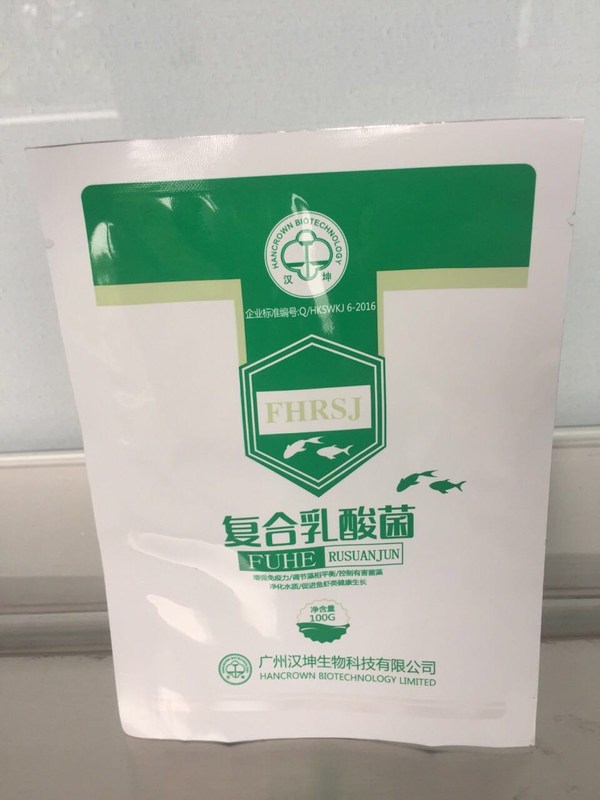 HANCROWN BIOTECHNOLOGY
汉 坤
企业标准编号:Q/HKSWKJ 6-2016
FHRSJ
复合乳酸菌
FUHE RUSUANJUN
增强免疫力/调节藻相平衡/控制有害菌藻
净化水质/促进鱼虾类健康生长
净含量
100G
广州汉坤生物科技有限公司
HANCROWN BIOTECHNOLOGY LIMITED